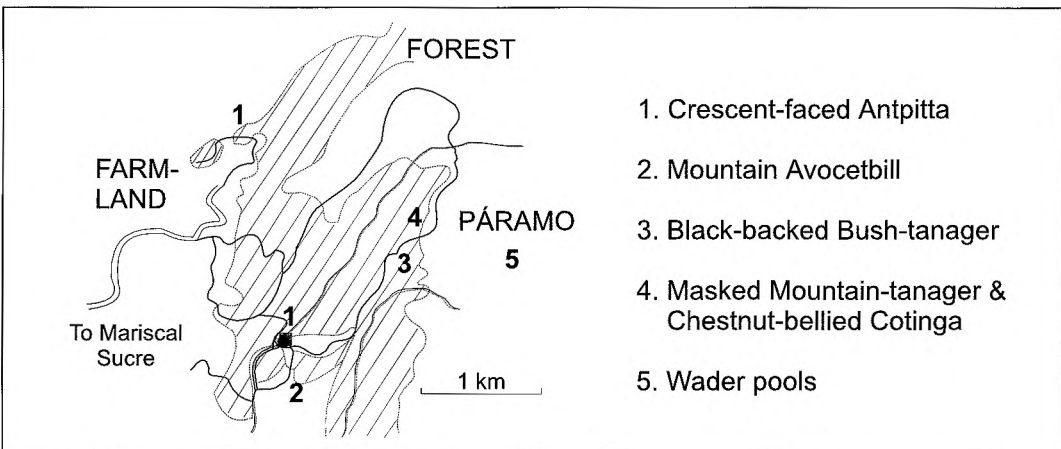 FOREST
1
FARM-
LAND
4
PÁRAMO
3
5
To Mariscal
Sucre
1
2
1 km
1. Crescent-faced Antpitta
2. Mountain Avocetbill
3. Black-backed Bush-tanager
4. Masked Mountain-tanager &
Chestnut-bellied Cotinga
5. Wader pools